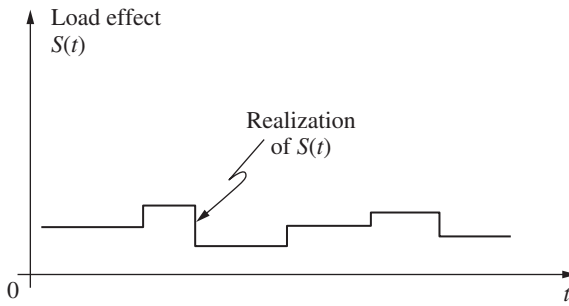 Load effect
S(t)
Realization
of S(t)
0
t